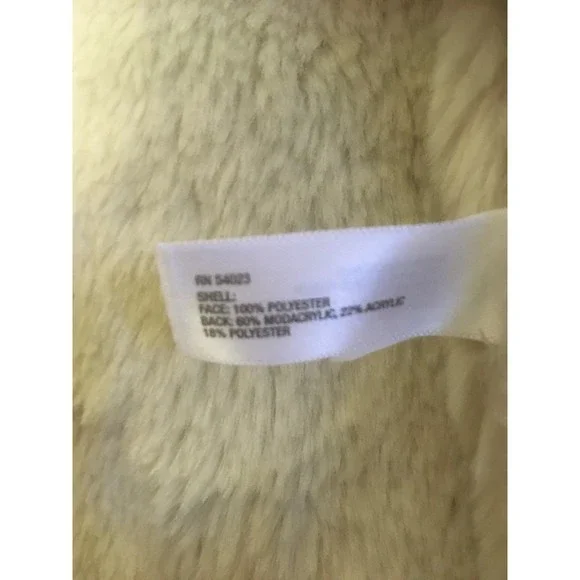 RN 54023
SHELL:
FACE: 100% POLYESTER
BACK: 60% MODACRYLIC, 22% ACRYLIC
18% POLYESTER